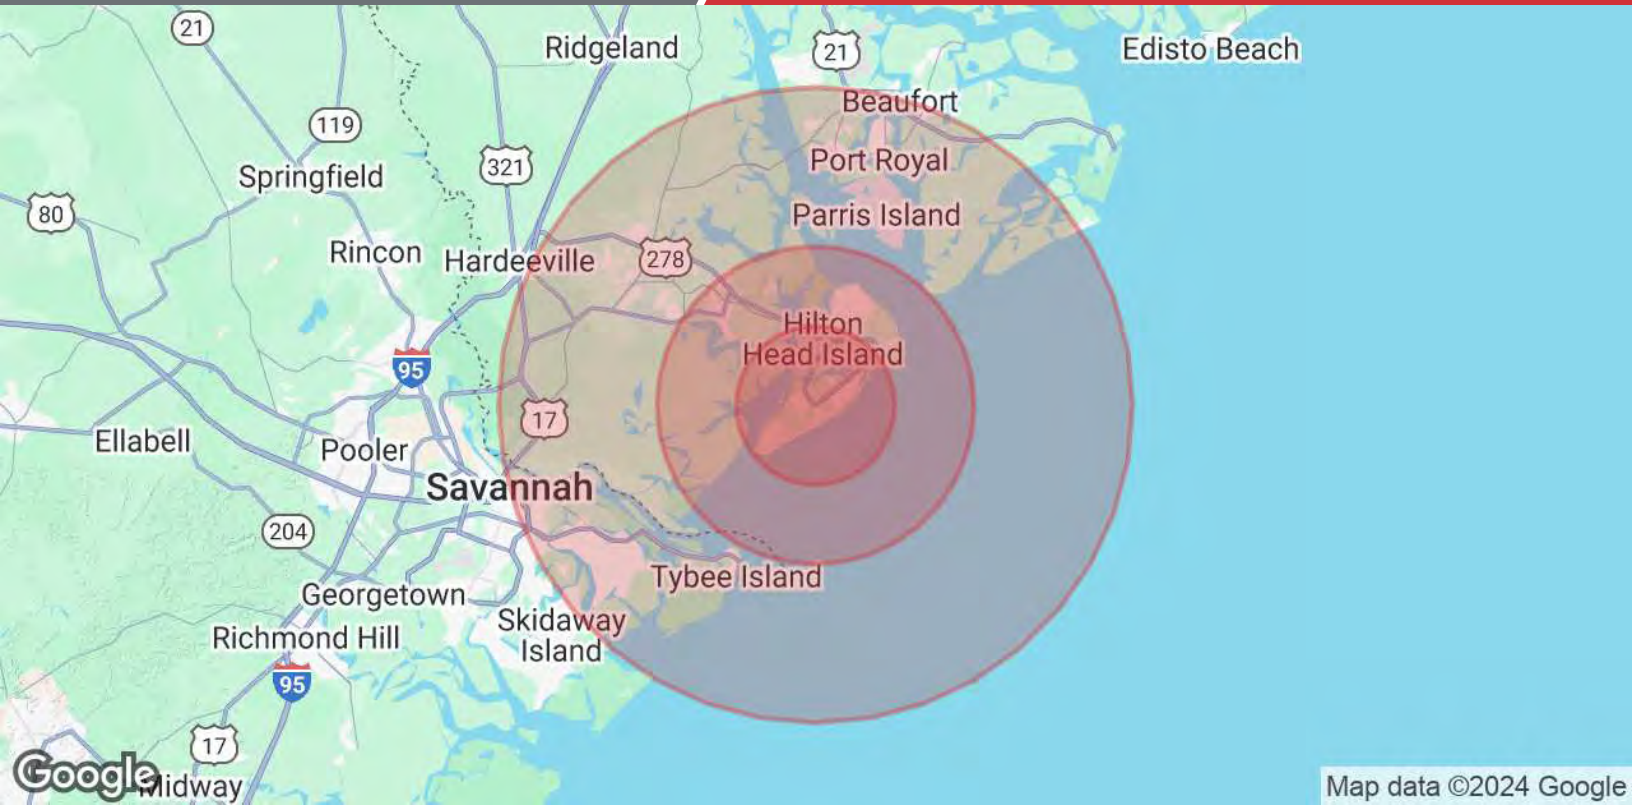 21
Ridgeland
21
Edisto Beach
Beaufort
119
Port Royal
321
Springfield
80
Parris Island
Rincon
Hardeeville
278
Hilton
Head Island
95
17
Ellabell
Pooler
Savannah
204
Tybee Island
Georgetown
Skidaway
Island
Richmond Hill
95
17
Google
Midway
Map data ©2024 Google